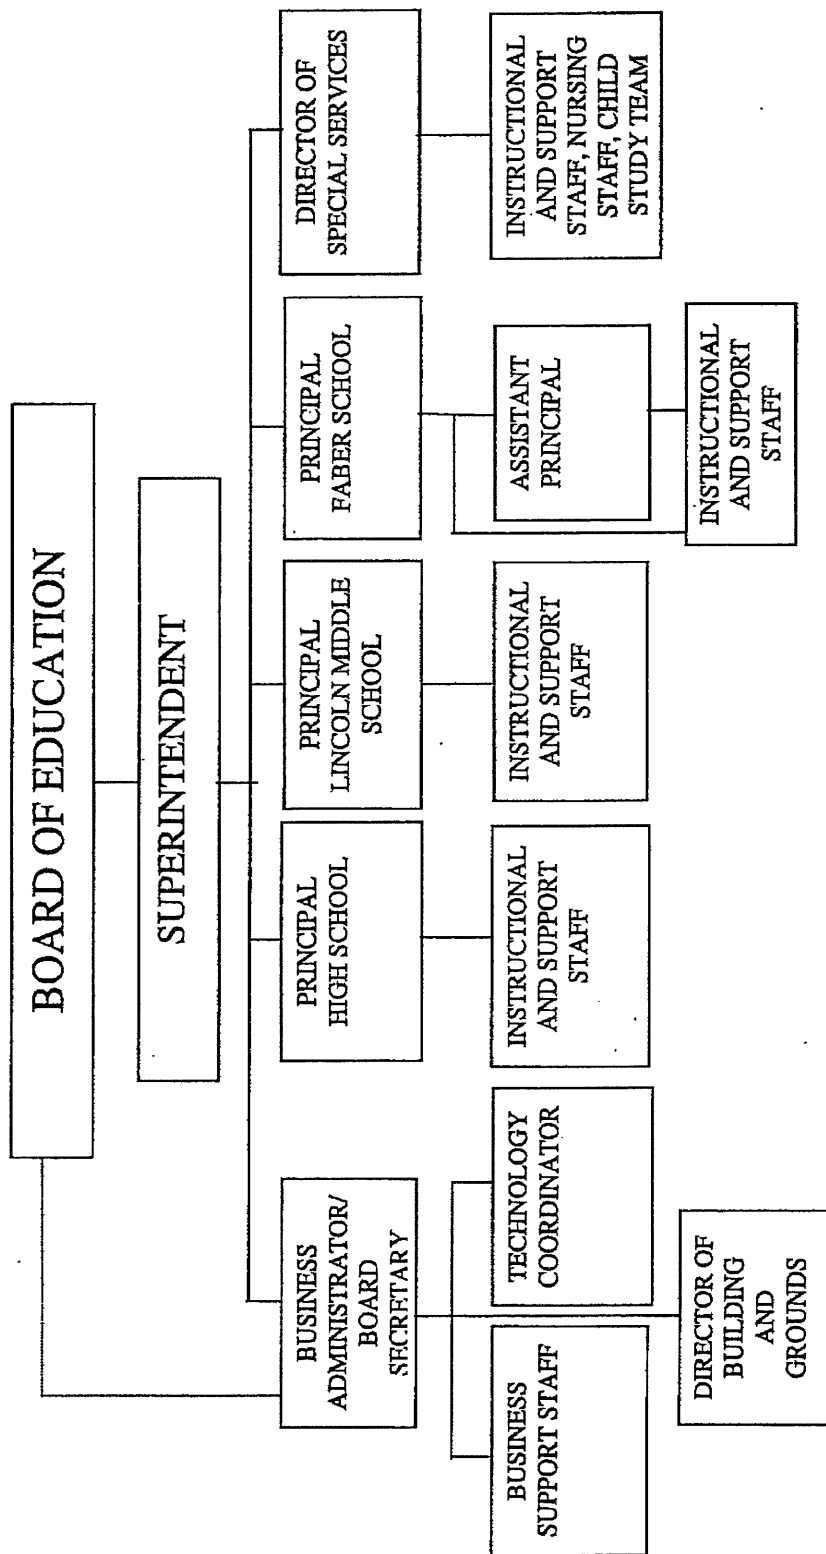 BOARD OF EDUCATION
SUPERINTENDENT
BUSINESS
ADMINISTRATOR/
BOARD
SECRETARY
PRINCIPAL
HIGH SCHOOL
PRINCIPAL
LINCOLN MIDDLE
SCHOOL
PRINCIPAL
FABER SCHOOL
DIRECTOR OF
SPECIAL SERVICES
BUSINESS
SUPPORT STAFF
TECHNOLOGY
COORDINATOR
INSTRUCTIONAL
AND SUPPORT
STAFF
INSTRUCTIONAL
AND SUPPORT
STAFF
ASSISTANT
PRINCIPAL
INSTRUCTIONAL
AND SUPPORT
STAFF, NURSING
STAFF, CHILD
STUDY TEAM
DIRECTOR OF
BUILDING
AND
GROUNDS
INSTRUCTIONAL
AND SUPPORT
STAFF